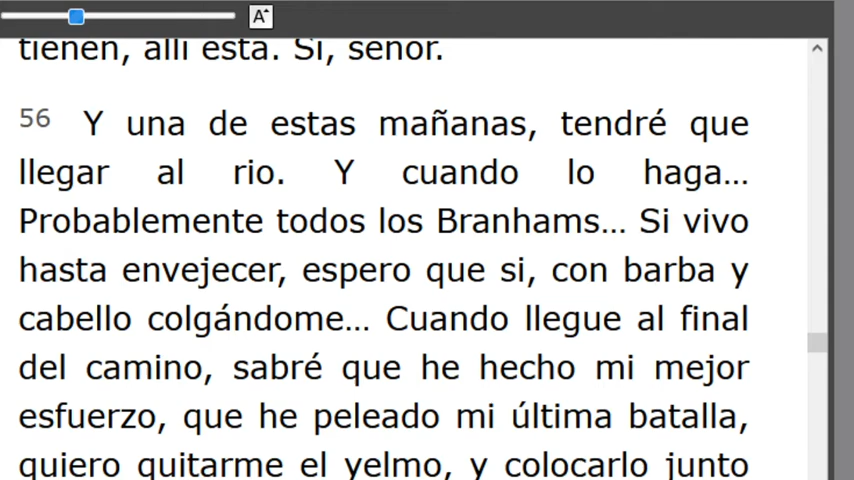 A
tienen, allí está. Sí, señor.
56 Y una de estas mañanas, tendré que
llegar al rio. Y cuando lo haga...
Probablemente todos los Branhams... Si vivo
hasta envejecer, espero que si, con barba y
cabello colgándome... Cuando llegue al final
del camino, sabré que he hecho mi mejor
esfuerzo, que he peleado mi última batalla,
quiero quitarme el yelmo, y colocarlo junto